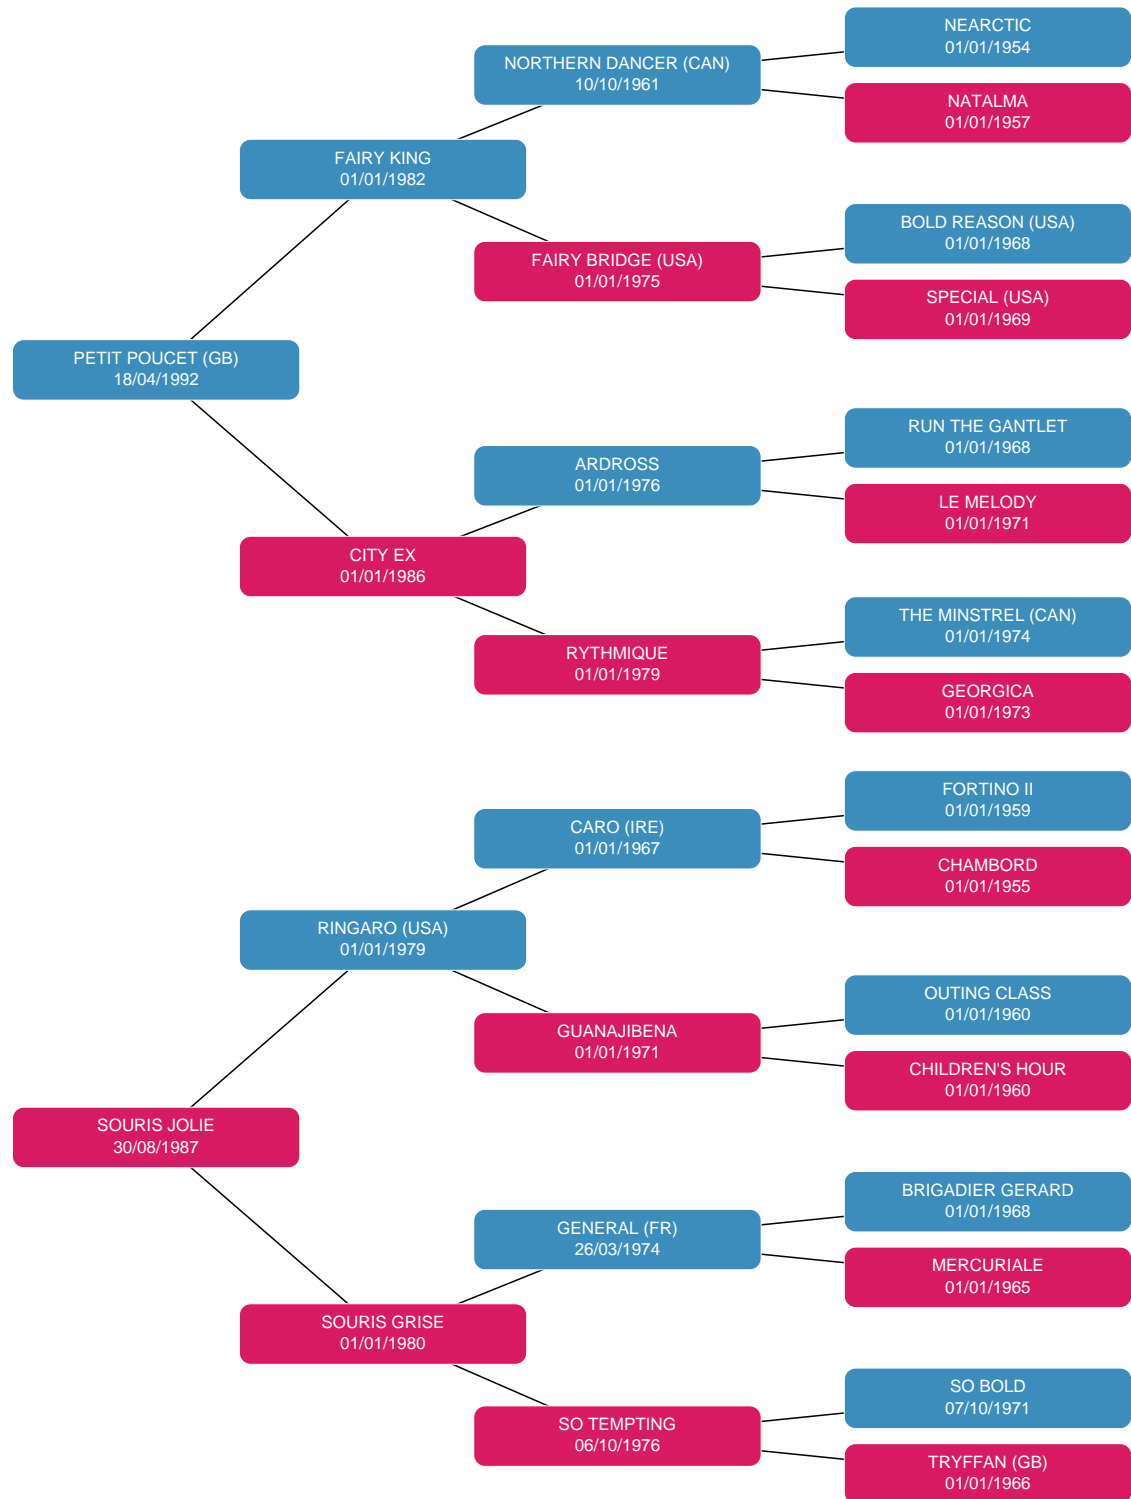 NEARCTIC
01/01/1954
NORTHERN DANCER (CAN)
10/10/1961
NATALMA
01/01/1957
FAIRY KING
01/01/1982
BOLD REASON (USA)
01/01/1968
FAIRY BRIDGE (USA)
01/01/1975
SPECIAL (USA)
01/01/1969
PETIT POUCET (GB)
18/04/1992
RUN THE GANTLET
01/01/1968
ARDROSS
01/01/1976
LE MELODY
01/01/1971
CITY EX
01/01/1986
THE MINSTREL (CAN)
01/01/1974
RYTHMIQUE
01/01/1979
GEORGICA
01/01/1973
FORTINO II
01/01/1959
CARO (IRE)
01/01/1967
CHAMBORD
01/01/1955
RINGARO (USA)
01/01/1979
OUTING CLASS
01/01/1960
GUANAJIBENA
01/01/1971
CHILDREN'S HOUR
01/01/1960
SOURIS JOLIE
30/08/1987
BRIGADIER GERARD
01/01/1968
GENERAL (FR)
26/03/1974
MERCURIALE
01/01/1965
SOURIS GRISE
01/01/1980
SO BOLD
07/10/1971
SO TEMPTING
06/10/1976
TRYFFAN (GB)
01/01/1966